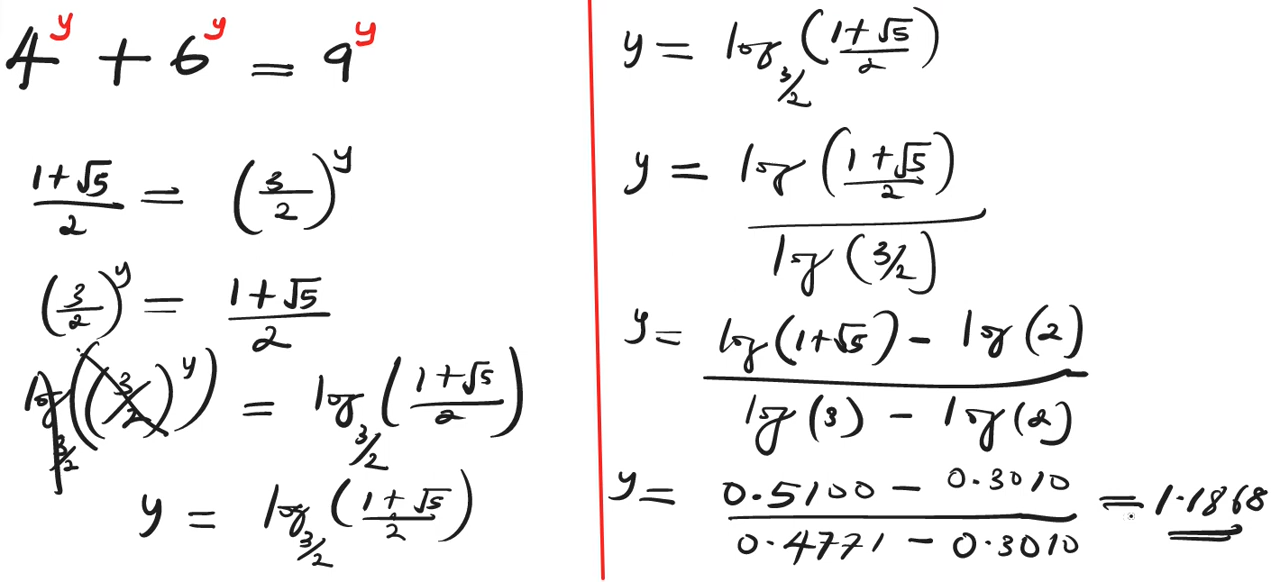 4^y + 6^y = 9^y
(1+√5)/2 = (3/2)^y
(3/2)^y = (1+√5)/2
log_{3/2}((3/2)^y) = log_{3/2}((1+√5)/2)
y = log_{3/2}((1+√5)/2)
y = log_{3/2}((1+√5)/2)
y = log((1+√5)/2) / log(3/2)
y = (log(1+√5) - log(2)) / (log(3) - log(2))
y = (0.5100 - 0.3010) / (0.4771 - 0.3010) = 1.1868